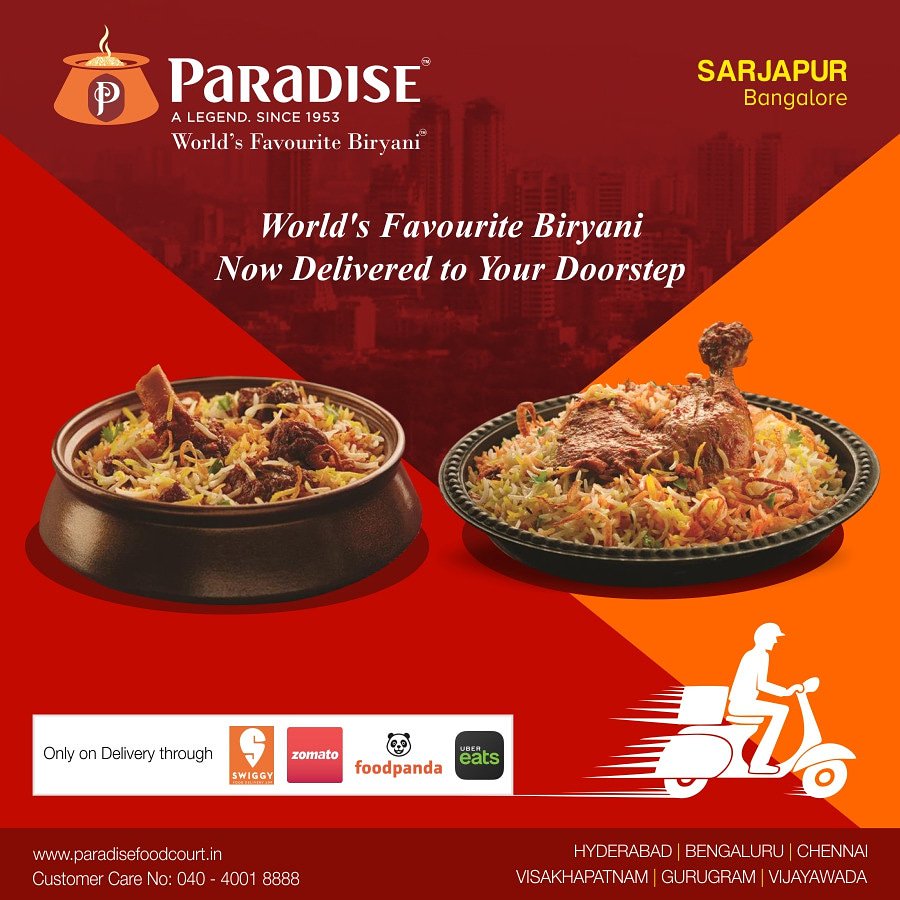 P
PARADISE™
A LEGEND. SINCE 1953
World's Favourite Biryani™
SARJAPUR
Bangalore
World's Favourite Biryani
Now Delivered to Your Doorstep
Only on Delivery through
SWIGGY
zomato
foodpanda
UBER
eats
www.paradisefoodcourt.in
Customer Care No: 040 - 4001 8888
HYDERABAD | BENGALURU | CHENNAI
VISAKHAPATNAM | GURUGRAM | VIJAYAWADA